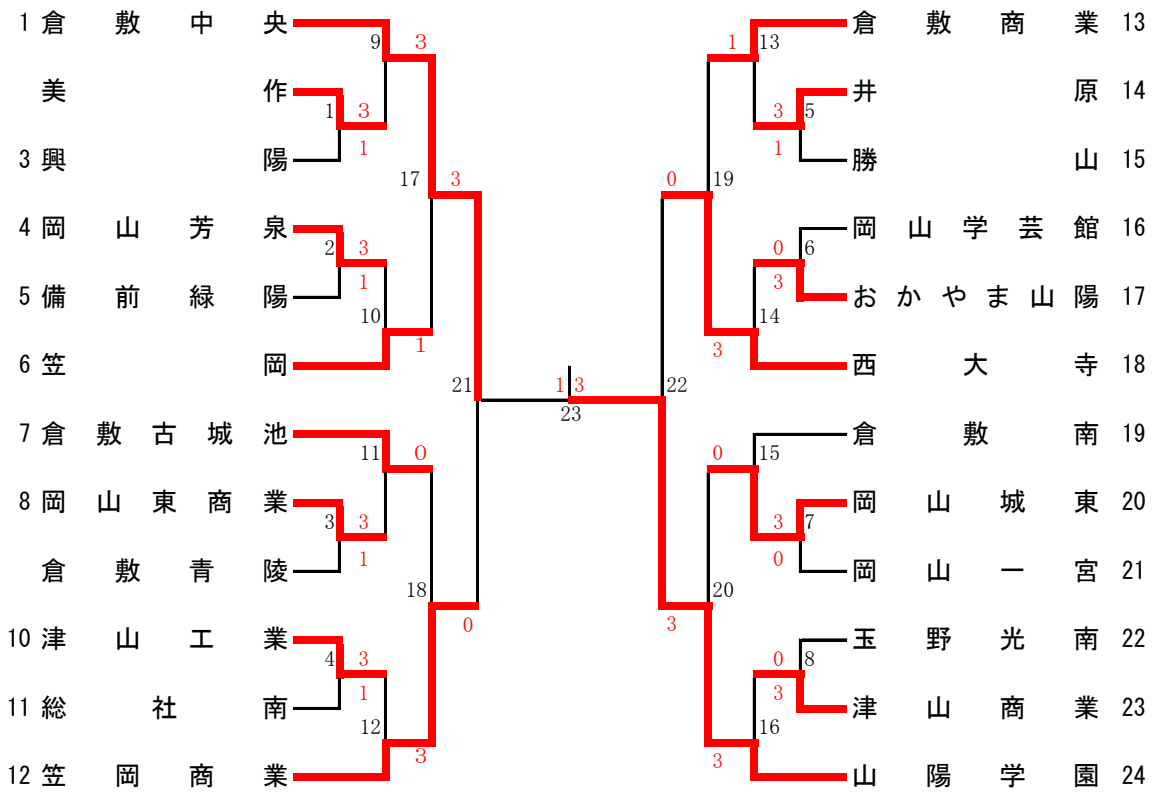 1 倉敷中央
美作
3 興陽
4 岡山芳泉
5 備前緑陽
6 笠岡
7 倉敷古城池
8 岡山東商業
倉敷青陵
10 津山工業
11 総社南
12 笠岡商業
9
3
1
3
1
17
3
2
3
1
10
1
21
11
0
3
3
1
18
0
4
3
1
12
3
1 3
23
22
1
13
3
5
1
0
19
0
6
3
14
3
0
15
3
7
0
20
3
0
8
3
16
3
倉敷商業 13
井原 14
勝山 15
岡山学芸館 16
おかやま山陽 17
西大寺 18
倉敷南 19
岡山城東 20
岡山一宮 21
玉野光南 22
津山商業 23
山陽学園 24